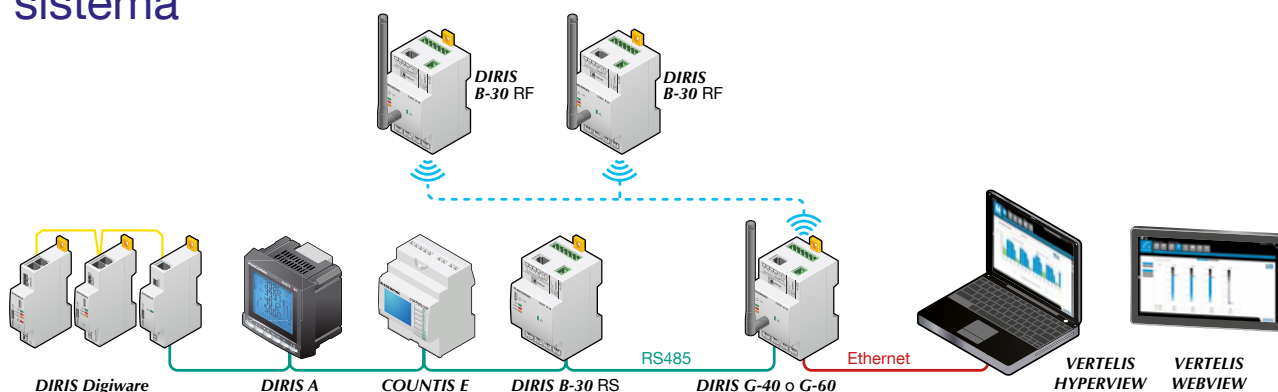 sistema
DIRIS
B-30 RF
DIRIS
B-30 RF
RS485
Ethernet
DIRIS Digiware
DIRIS A
COUNTIS E
DIRIS B-30 RS
DIRIS G-40 o G-60
VERTELIS
HYPERVIEW
VERTELIS
WEBVIEW